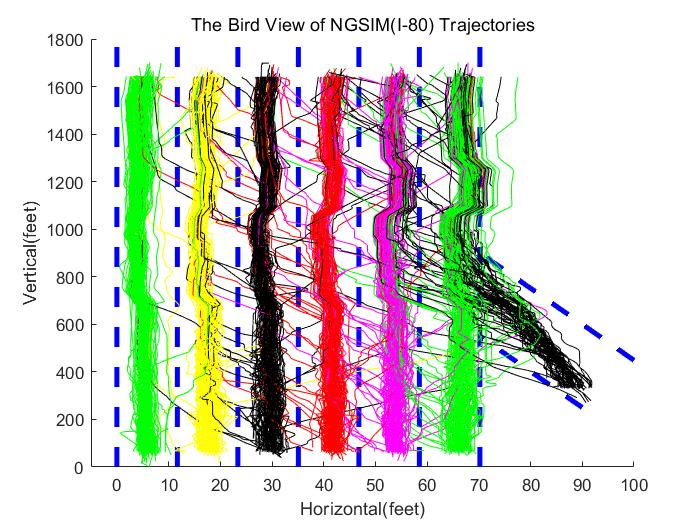 The Bird View of NGSIM(I-80) Trajectories
1800
1600
1400
1200
1000
800
600
400
200
0
Vertical(feet)
0 10 20 30 40 50 60 70 80 90 100
Horizontal(feet)